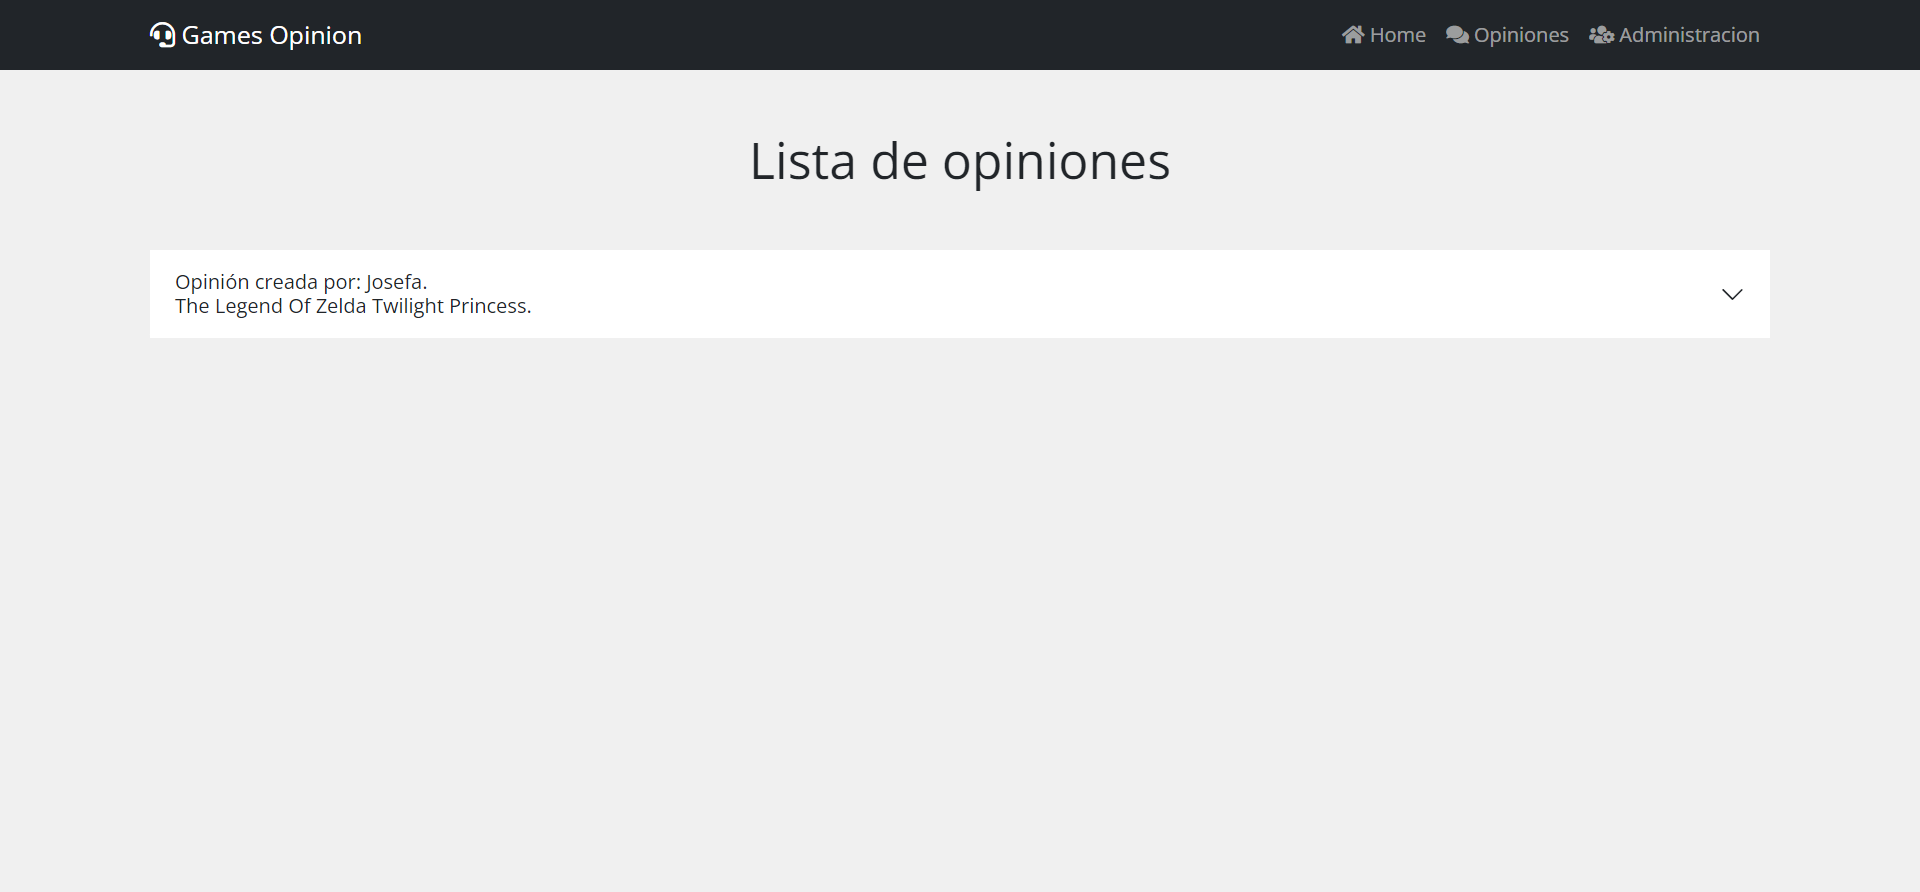 Games Opinion
Home
Opiniones
Administracion
Lista de opiniones
Opinión creada por: Josefa.
The Legend Of Zelda Twilight Princess.